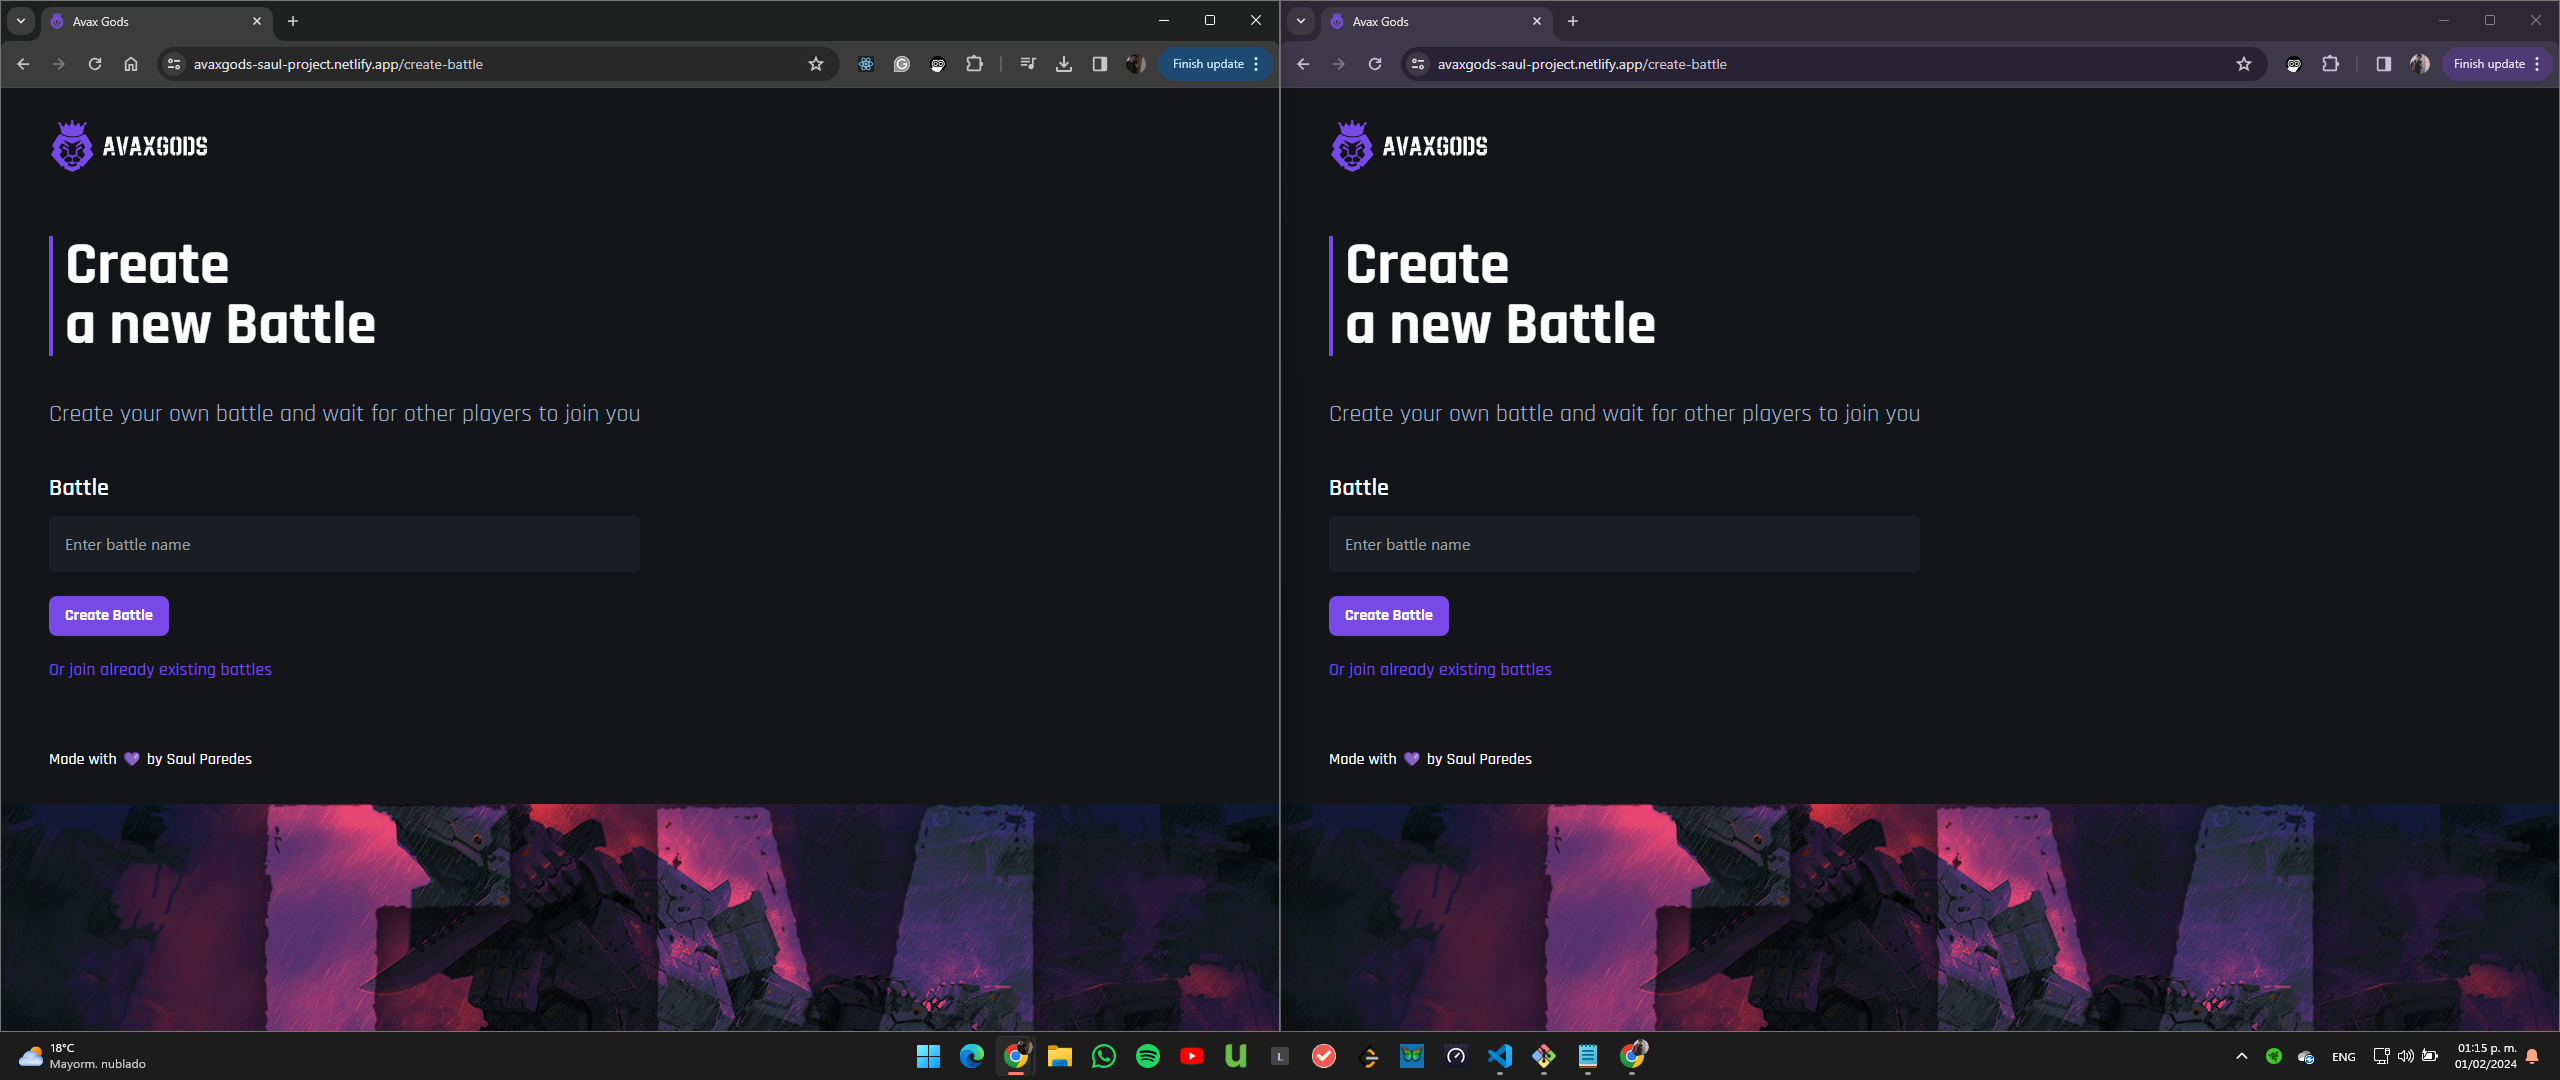 Avax Gods
avaxgods-saul-project.netlify.app/create-battle
Finish update
AVAXGODS
Create
a new Battle
Create your own battle and wait for other players to join you
Battle
Enter battle name
Create Battle
Or join already existing battles
Made with 💜 by Saul Paredes
Avax Gods
avaxgods-saul-project.netlify.app/create-battle
Finish update
AVAXGODS
Create
a new Battle
Create your own battle and wait for other players to join you
Battle
Enter battle name
Create Battle
Or join already existing battles
Made with 💜 by Saul Paredes
18°C
Mayorm. nublado
L
ENG
01:15 p. m.
01/02/2024